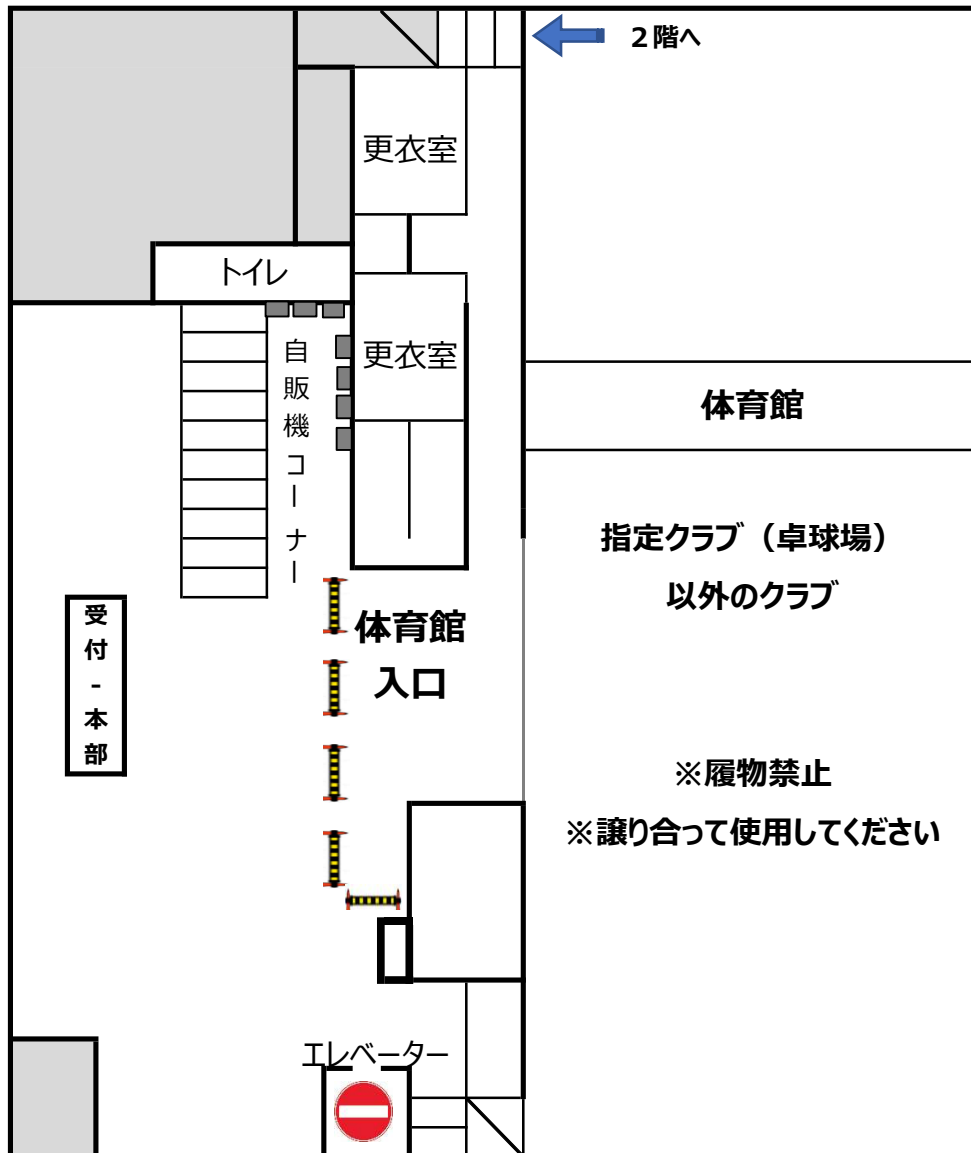 2階へ
更衣室
トイレ
自販機コーナー
更衣室
体育館
指定クラブ（卓球場）
以外のクラブ
受付-本部
体育館
入口
※履物禁止
※譲り合って使用してください
エレベーター